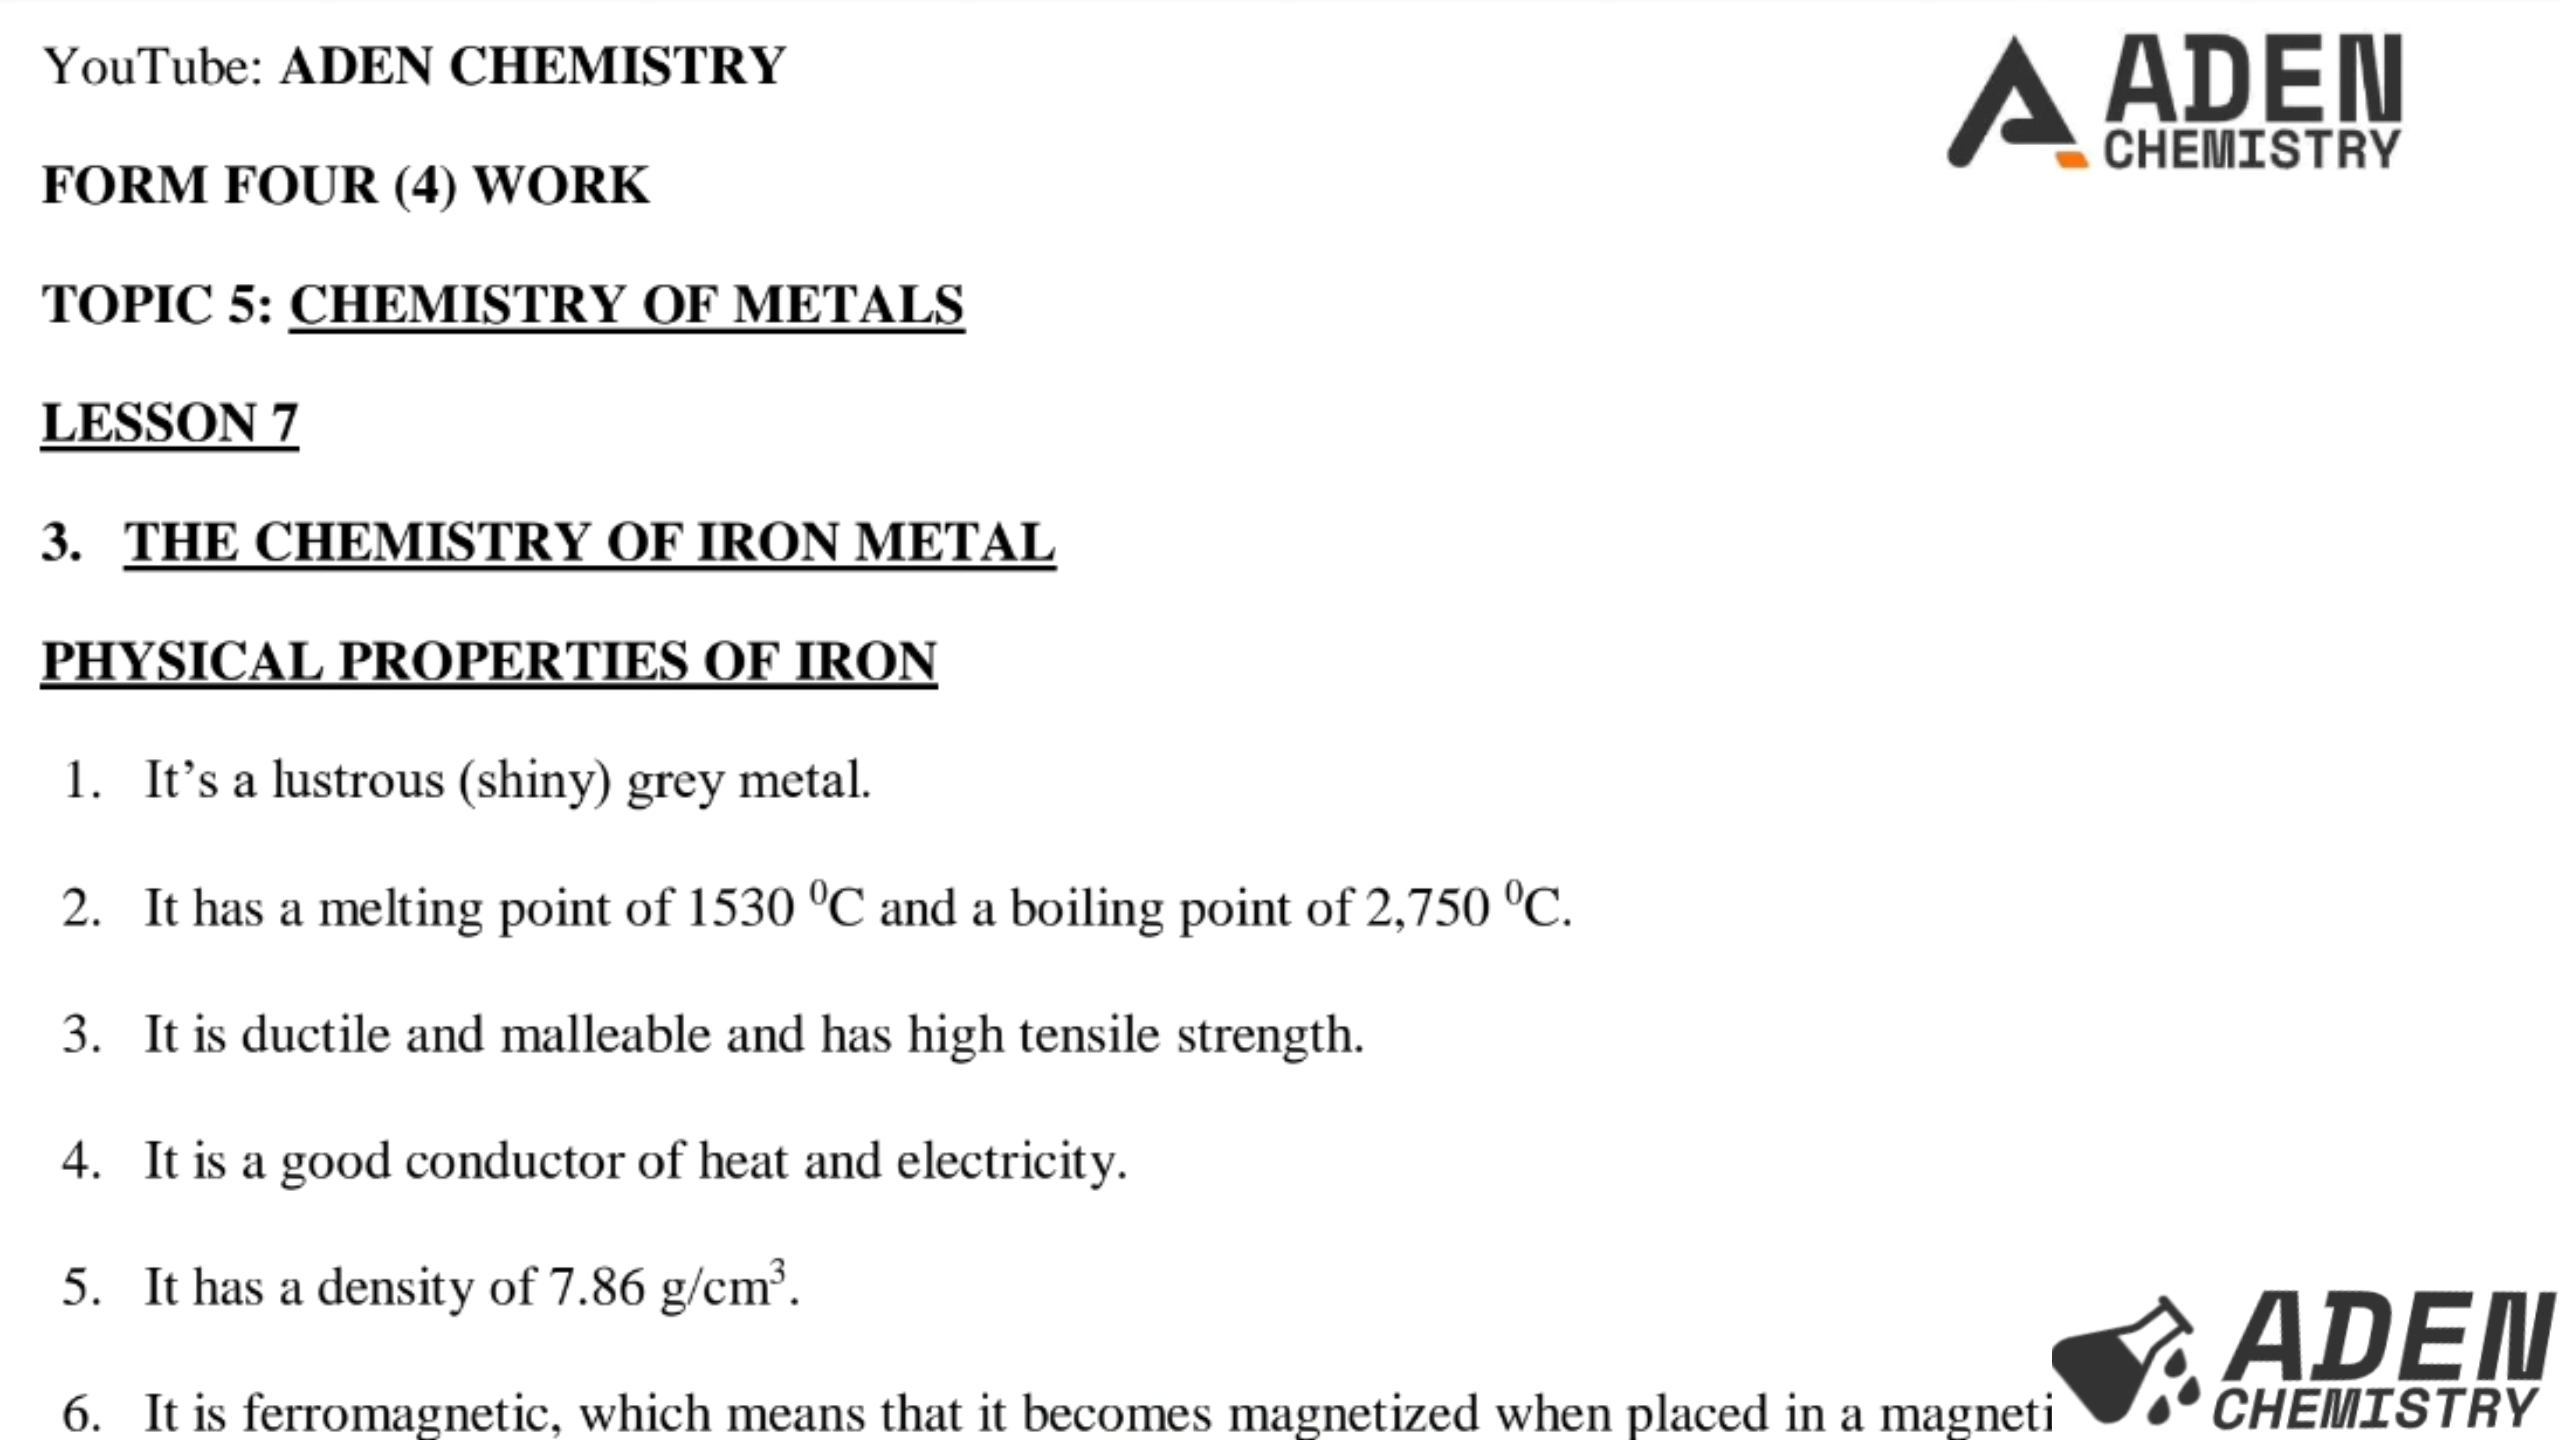 YouTube: ADEN CHEMISTRY
ADEN
CHEMISTRY
FORM FOUR (4) WORK
TOPIC 5: CHEMISTRY OF METALS
LESSON 7
3. THE CHEMISTRY OF IRON METAL
PHYSICAL PROPERTIES OF IRON
1. It’s a lustrous (shiny) grey metal.
2. It has a melting point of 1530 ⁰C and a boiling point of 2,750 ⁰C.
3. It is ductile and malleable and has high tensile strength.
4. It is a good conductor of heat and electricity.
5. It has a density of 7.86 g/cm³.
6. It is ferromagnetic, which means that it becomes magnetized when placed in a magneti
ADEN
CHEMISTRY